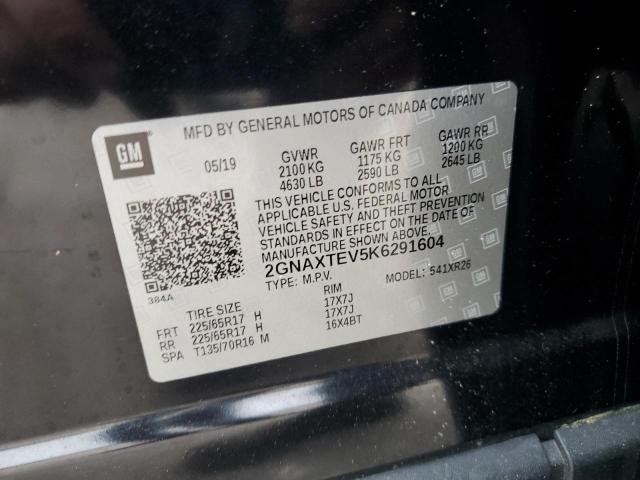 MFD BY GENERAL MOTORS OF CANADA COMPANY
GM
05/19
GVWR
2100 KG
4630 LB
GAWR FRT
1175 KG
2590 LB
GAWR RR
1200 KG
2645 LB
THIS VEHICLE CONFORMS TO ALL
APPLICABLE U.S. FEDERAL MOTOR
VEHICLE SAFETY AND THEFT PREVENTION
STANDARDS IN EFFECT ON THE DATE OF
MANUFACTURE SHOWN ABOVE.
2GNAXTEV5K6291604
TYPE: M.P.V.
MODEL: 541XR26
384A
TIRE SIZE
RIM
FRT 225/65R17 H 17X7J
RR 225/65R17 H 17X7J
SPA T135/70R16 M 16X4BT